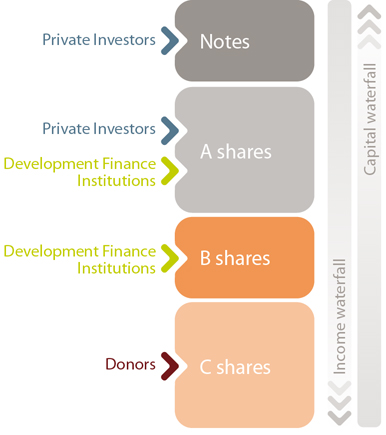 Private Investors
Notes
Private Investors
Development Finance
Institutions
A shares
Development Finance
Institutions
B shares
Donors
C shares
Income waterfall
Capital waterfall